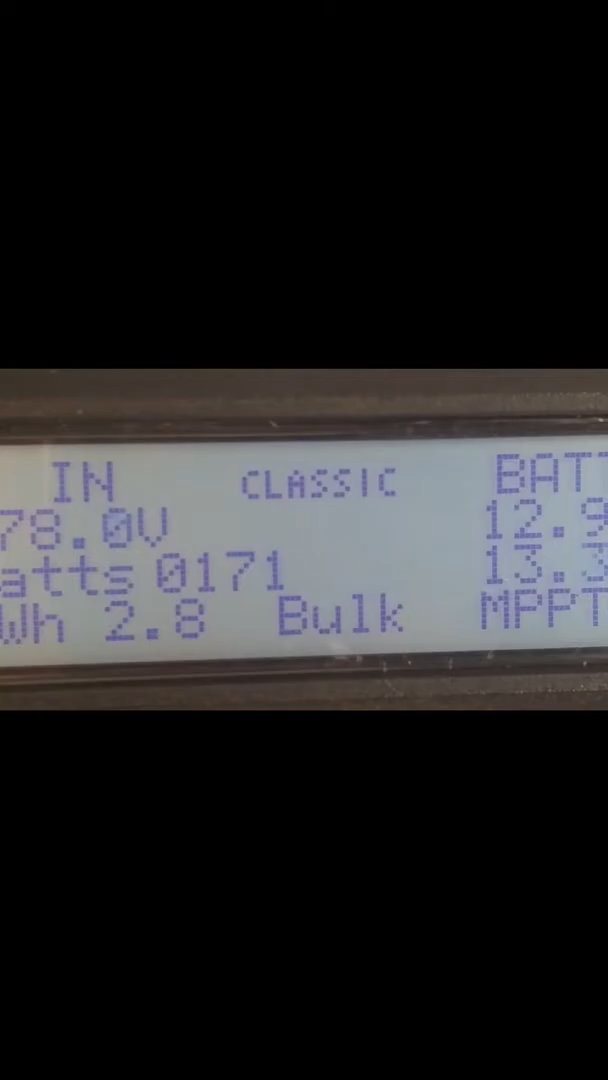 IN CLASSIC BATT
78.0V 12.9
atts 0171 13.3
Wh 2.8 Bulk MPPT